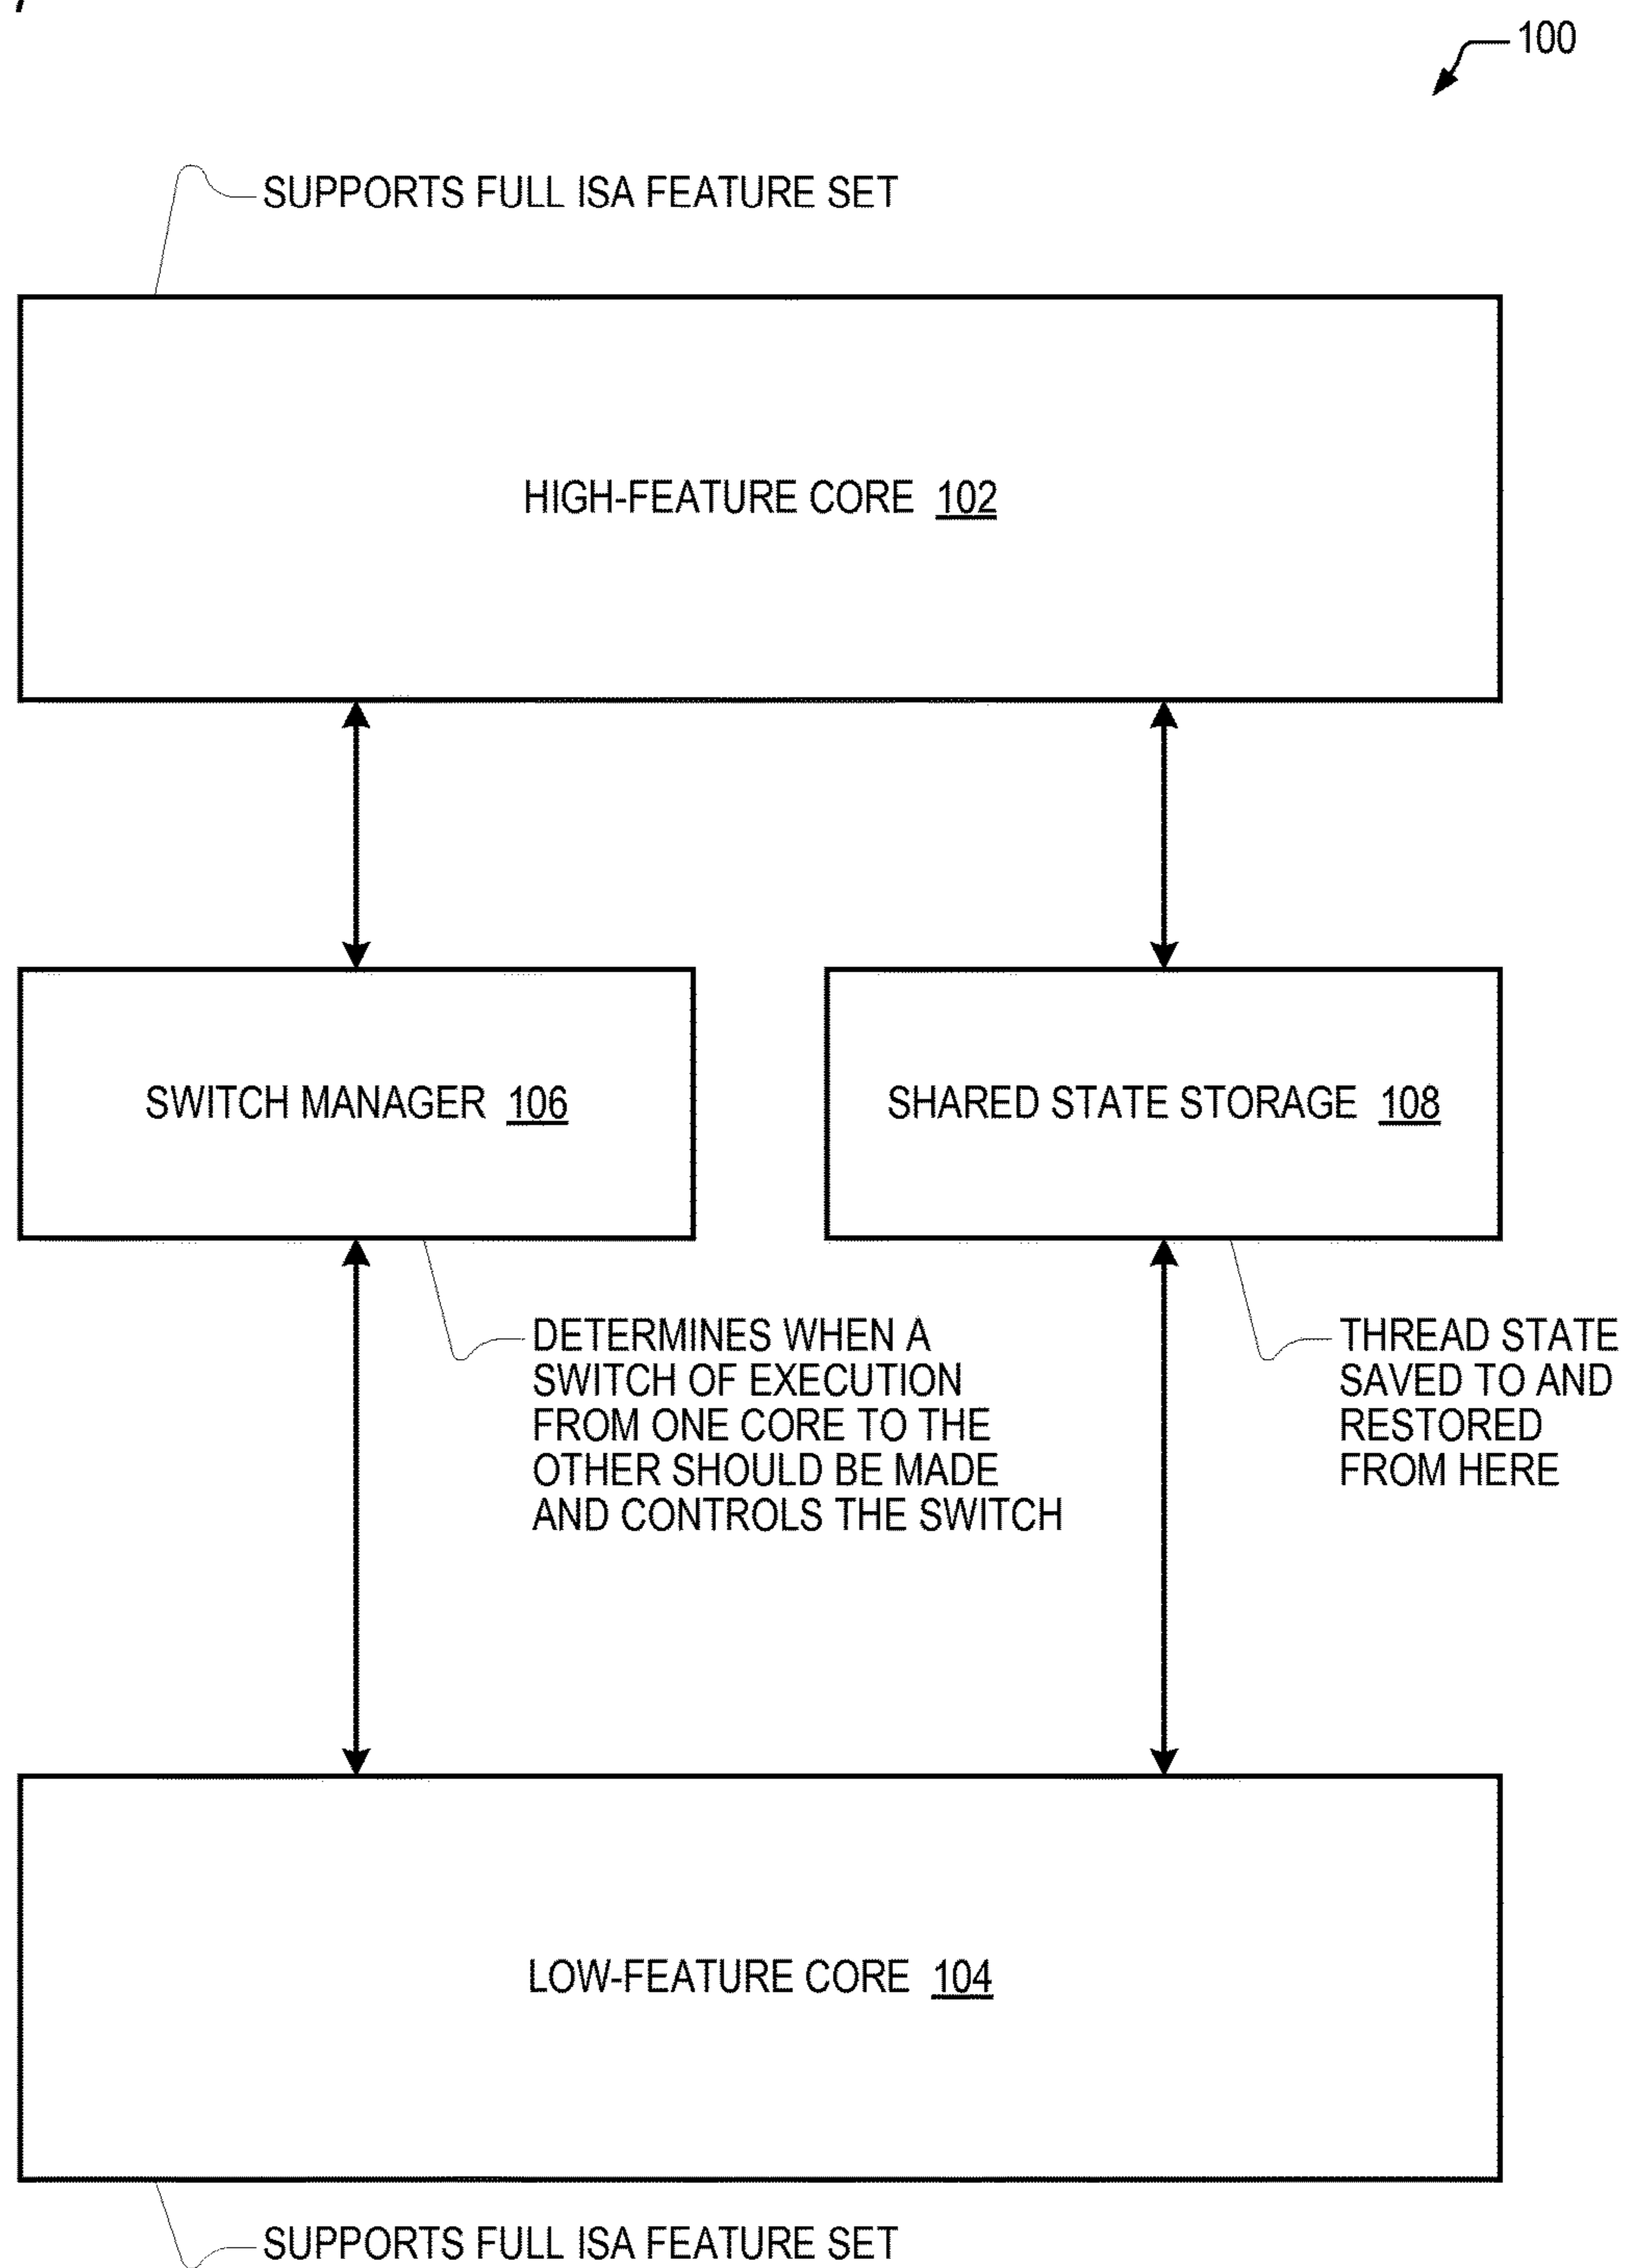 100
SUPPORTS FULL ISA FEATURE SET
HIGH-FEATURE CORE 102
SWITCH MANAGER 106
SHARED STATE STORAGE 108
DETERMINES WHEN A
SWITCH OF EXECUTION
FROM ONE CORE TO THE
OTHER SHOULD BE MADE
AND CONTROLS THE SWITCH
THREAD STATE
SAVED TO AND
RESTORED
FROM HERE
LOW-FEATURE CORE 104
SUPPORTS FULL ISA FEATURE SET